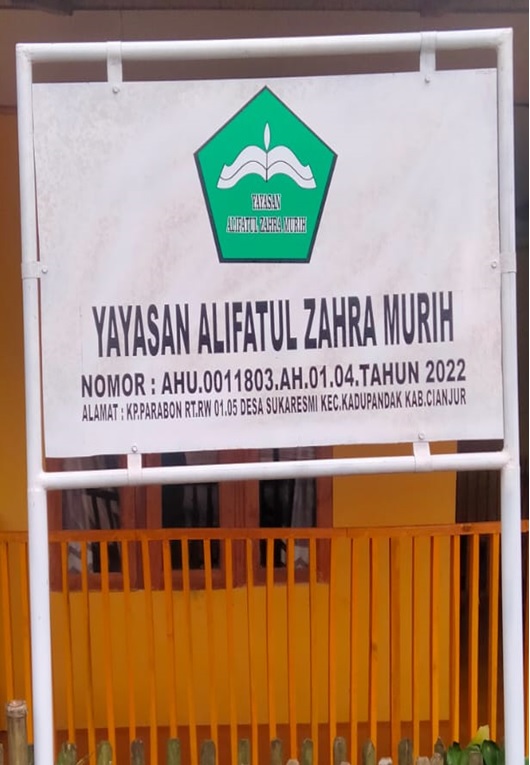 YAYASAN
ALIFATUL ZAHRA MURIH
YAYASAN ALIFATUL ZAHRA MURIH
NOMOR : AHU.0011803.AH.01.04.TAHUN 2022
ALAMAT : KP.PARABON RT.RW 01.05 DESA SUKARESMI KEC.KADUPANDAK KAB.CIANJUR